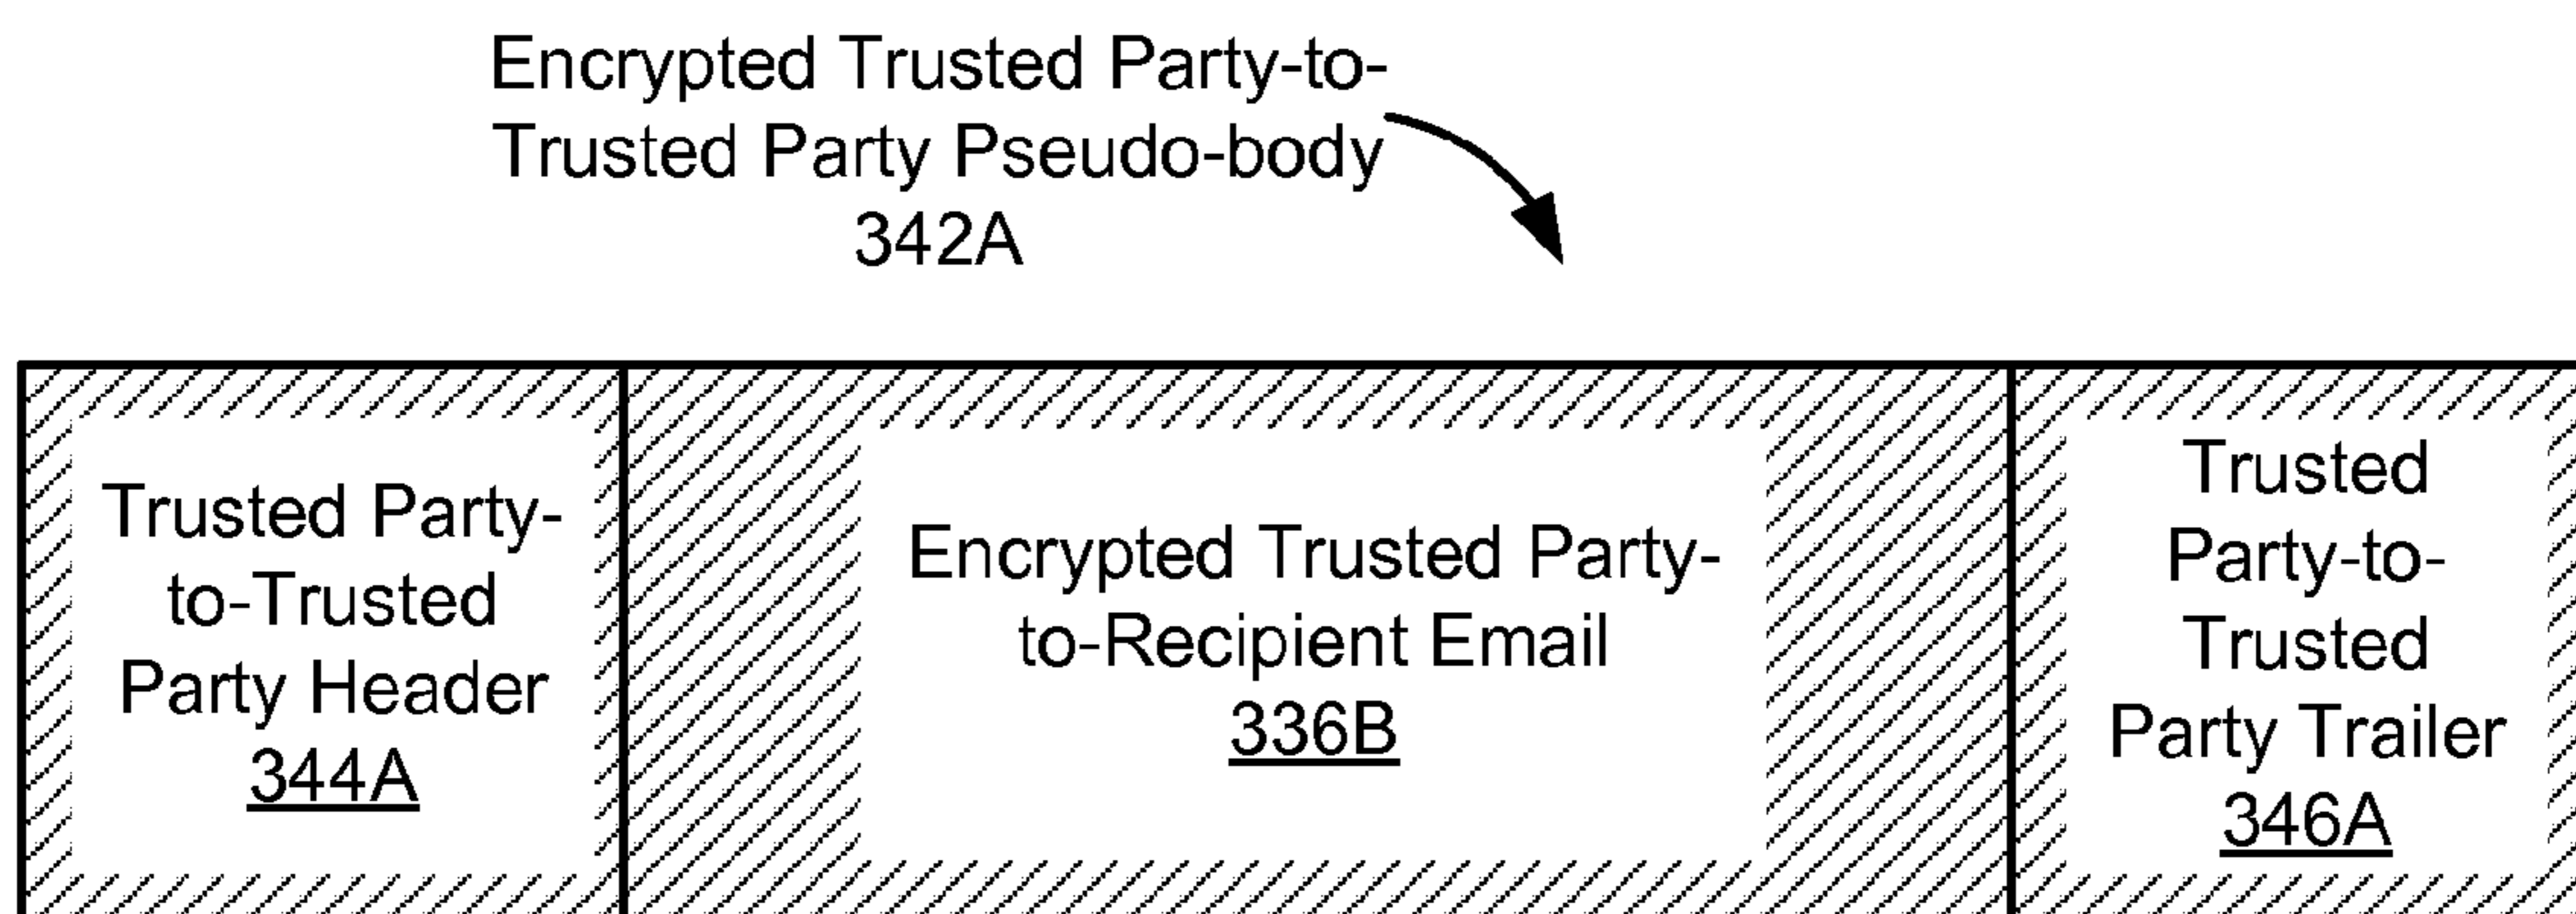 Encrypted Trusted Party-to-
Trusted Party Pseudo-body
342A
Trusted Party-
to-Trusted
Party Header
344A
Encrypted Trusted Party-
to-Recipient Email
336B
Trusted
Party-to-
Trusted
Party Trailer
346A